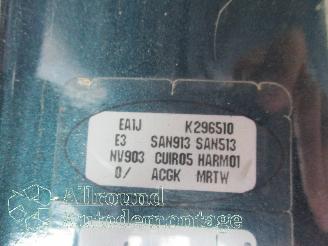 EA1J K296510
E3 SAN913 SAN513
NV903 CUIR05 HARM01
0/ ACGK MRTW
Allround
Autodemontage